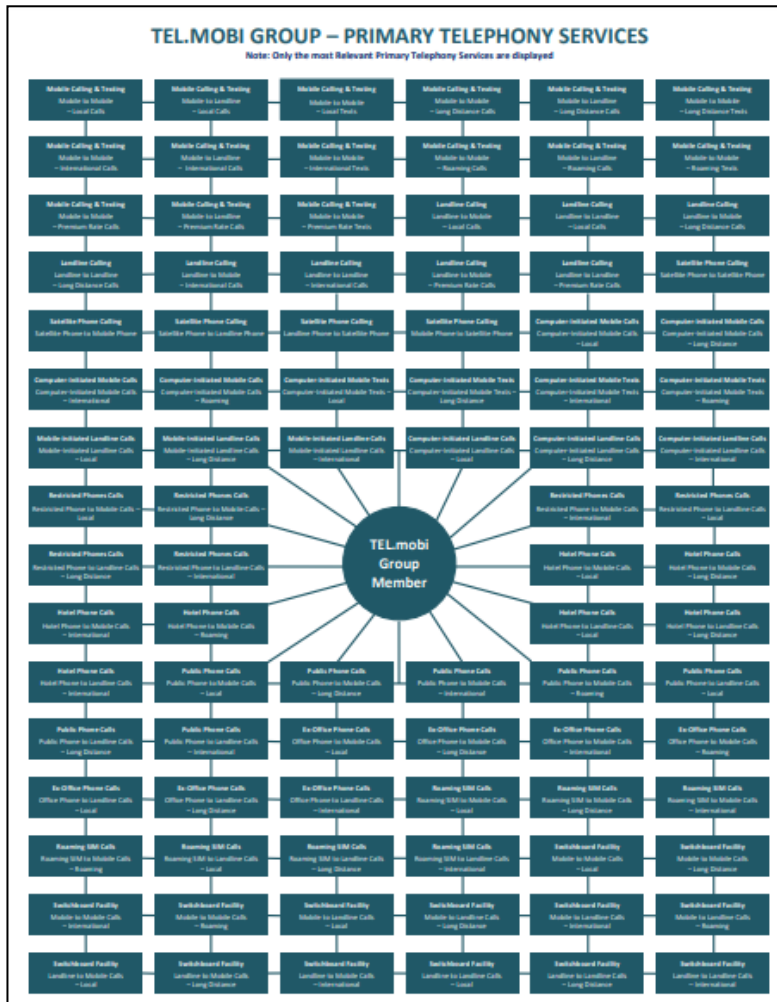 TEL.MOBI GROUP – PRIMARY TELEPHONY SERVICES
Note: Only the most Relevant Primary Telephony Services are displayed
Mobile Calling & Texting
Mobile to Mobile
– Local Calls
Mobile Calling & Texting
Mobile to Landline
– Local Calls
Mobile Calling & Texting
Mobile to Mobile
– Local Texts
Mobile Calling & Texting
Mobile to Mobile
– Long Distance Calls
Mobile Calling & Texting
Mobile to Landline
– Long Distance Calls
Mobile Calling & Texting
Mobile to Mobile
– Long Distance Texts
Mobile Calling & Texting
Mobile to Mobile
– International Calls
Mobile Calling & Texting
Mobile to Landline
– International Calls
Mobile Calling & Texting
Mobile to Mobile
– International Texts
Mobile Calling & Texting
Mobile to Mobile
– Roaming Calls
Mobile Calling & Texting
Mobile to Landline
– Roaming Calls
Mobile Calling & Texting
Mobile to Mobile
– Roaming Texts
Mobile Calling & Texting
Mobile to Mobile
– Premium Rate Calls
Mobile Calling & Texting
Mobile to Landline
– Premium Rate Calls
Mobile Calling & Texting
Mobile to Mobile
– Premium Rate Texts
Landline Calling
Landline to Mobile
– Local Calls
Landline Calling
Landline to Landline
– Local Calls
Landline Calling
Landline to Mobile
– Long Distance Calls
Landline Calling
Landline to Landline
– Long Distance Calls
Landline Calling
Landline to Mobile
– International Calls
Landline Calling
Landline to Landline
– International Calls
Landline Calling
Landline to Mobile
– Premium Rate Calls
Landline Calling
Landline to Landline
– Premium Rate Calls
Satellite Phone Calling
Satellite Phone to Satellite Phone
Satellite Phone Calling
Satellite Phone to Mobile Phone
Satellite Phone Calling
Satellite Phone to Landline Phone
Satellite Phone Calling
Landline Phone to Satellite Phone
Satellite Phone Calling
Mobile Phone to Satellite Phone
Computer-Initiated Mobile Calls
Computer-Initiated Mobile Calls
– Local
Computer-Initiated Mobile Calls
Computer-Initiated Mobile Calls
– Long Distance
Computer-Initiated Mobile Calls
Computer-Initiated Mobile Calls
– International
Computer-Initiated Mobile Calls
Computer-Initiated Mobile Calls
– Roaming
Computer-Initiated Mobile Texts
Computer-Initiated Mobile Texts –
Local
Computer-Initiated Mobile Texts
Computer-Initiated Mobile Texts –
Long Distance
Computer-Initiated Mobile Texts
Computer-Initiated Mobile Texts
– International
Computer-Initiated Mobile Texts
Computer-Initiated Mobile Texts
– Roaming
Mobile-Initiated Landline Calls
Mobile-Initiated Landline Calls
– Local
Mobile-Initiated Landline Calls
Mobile-Initiated Landline Calls
– Long Distance
Mobile-Initiated Landline Calls
Mobile-Initiated Landline Calls
– International
Computer-Initiated Landline Calls
Computer-Initiated Landline Calls
– Local
Computer-Initiated Landline Calls
Computer-Initiated Landline Calls
– Long Distance
Computer-Initiated Landline Calls
Computer-Initiated Landline Calls
– International
Restricted Phones Calls
Restricted Phone to Mobile Calls –
Local
Restricted Phones Calls
Restricted Phone to Mobile Calls –
Long Distance
Restricted Phones Calls
Restricted Phone to Mobile Calls
– International
Restricted Phones Calls
Restricted Phone to Landline Calls
– Local
Restricted Phones Calls
Restricted Phone to Landline Calls
– Long Distance
Restricted Phones Calls
Restricted Phone to Landline Calls
– International
TEL.mobi
Group
Member
Hotel Phone Calls
Hotel Phone to Mobile Calls
– Local
Hotel Phone Calls
Hotel Phone to Mobile Calls
– Long Distance
Hotel Phone Calls
Hotel Phone to Mobile Calls
– International
Hotel Phone Calls
Hotel Phone to Mobile Calls
– Roaming
Hotel Phone Calls
Hotel Phone to Landline Calls
– Local
Hotel Phone Calls
Hotel Phone to Landline Calls
– Long Distance
Hotel Phone Calls
Hotel Phone to Landline Calls
– International
Public Phone Calls
Public Phone to Mobile Calls
– Local
Public Phone Calls
Public Phone to Mobile Calls
– Long Distance
Public Phone Calls
Public Phone to Mobile Calls
– International
Public Phone Calls
Public Phone to Mobile Calls
– Roaming
Public Phone Calls
Public Phone to Landline Calls
– Local
Public Phone Calls
Public Phone to Landline Calls
– Long Distance
Public Phone Calls
Public Phone to Landline Calls
– International
Ex-Office Phone Calls
Office Phone to Mobile Calls
– Local
Ex-Office Phone Calls
Office Phone to Mobile Calls
– Long Distance
Ex-Office Phone Calls
Office Phone to Mobile Calls
– International
Ex-Office Phone Calls
Office Phone to Mobile Calls
– Roaming
Ex-Office Phone Calls
Office Phone to Landline Calls
– Local
Ex-Office Phone Calls
Office Phone to Landline Calls
– Long Distance
Ex-Office Phone Calls
Office Phone to Landline Calls
– International
Roaming SIM Calls
Roaming SIM to Mobile Calls
– Local
Roaming SIM Calls
Roaming SIM to Mobile Calls
– Long Distance
Roaming SIM Calls
Roaming SIM to Mobile Calls
– International
Roaming SIM Calls
Roaming SIM to Mobile Calls
– Roaming
Roaming SIM Calls
Roaming SIM to Landline Calls
– Local
Roaming SIM Calls
Roaming SIM to Landline Calls
– Long Distance
Roaming SIM Calls
Roaming SIM to Landline Calls
– International
Switchboard Facility
Mobile to Mobile Calls
– Local
Switchboard Facility
Mobile to Mobile Calls
– Long Distance
Switchboard Facility
Mobile to Mobile Calls
– International
Switchboard Facility
Mobile to Mobile Calls
– Roaming
Switchboard Facility
Mobile to Landline Calls
– Local
Switchboard Facility
Mobile to Landline Calls
– Long Distance
Switchboard Facility
Mobile to Landline Calls
– International
Switchboard Facility
Mobile to Landline Calls
– Roaming
Switchboard Facility
Landline to Mobile Calls
– Local
Switchboard Facility
Landline to Mobile Calls
– Long Distance
Switchboard Facility
Landline to Mobile Calls
– International
Switchboard Facility
Landline to Landline Calls
– Local
Switchboard Facility
Landline to Landline Calls
– Long Distance
Switchboard Facility
Landline to Landline Calls
– International